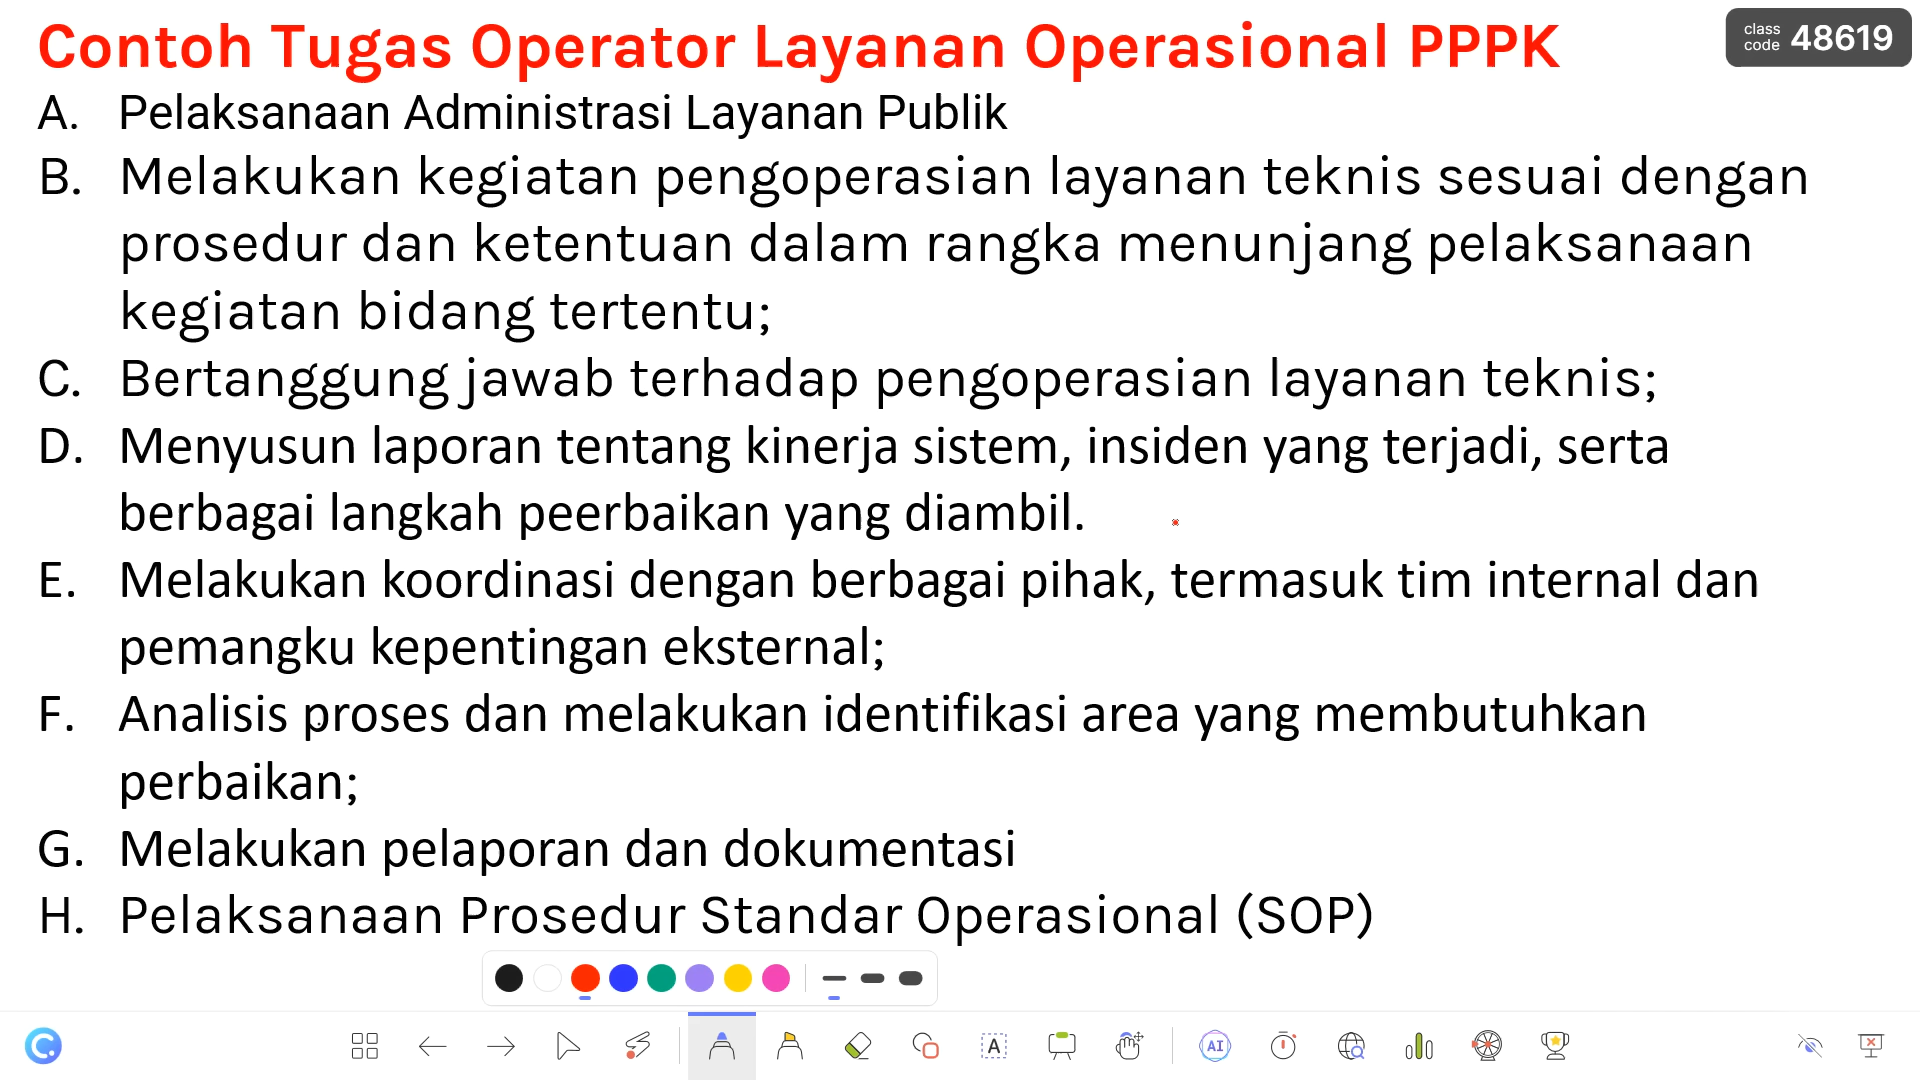 Contoh Tugas Operator Layanan Operasional PPPK
class code 48619
A. Pelaksanaan Administrasi Layanan Publik
B. Melakukan kegiatan pengoperasian layanan teknis sesuai dengan
prosedur dan ketentuan dalam rangka menunjang pelaksanaan
kegiatan bidang tertentu;
C. Bertanggung jawab terhadap pengoperasian layanan teknis;
D. Menyusun laporan tentang kinerja sistem, insiden yang terjadi, serta
berbagai langkah peerbaikan yang diambil.
E. Melakukan koordinasi dengan berbagai pihak, termasuk tim internal dan
pemangku kepentingan eksternal;
F. Analisis proses dan melakukan identifikasi area yang membutuhkan
perbaikan;
G. Melakukan pelaporan dan dokumentasi
H. Pelaksanaan Prosedur Standar Operasional (SOP)
A AI